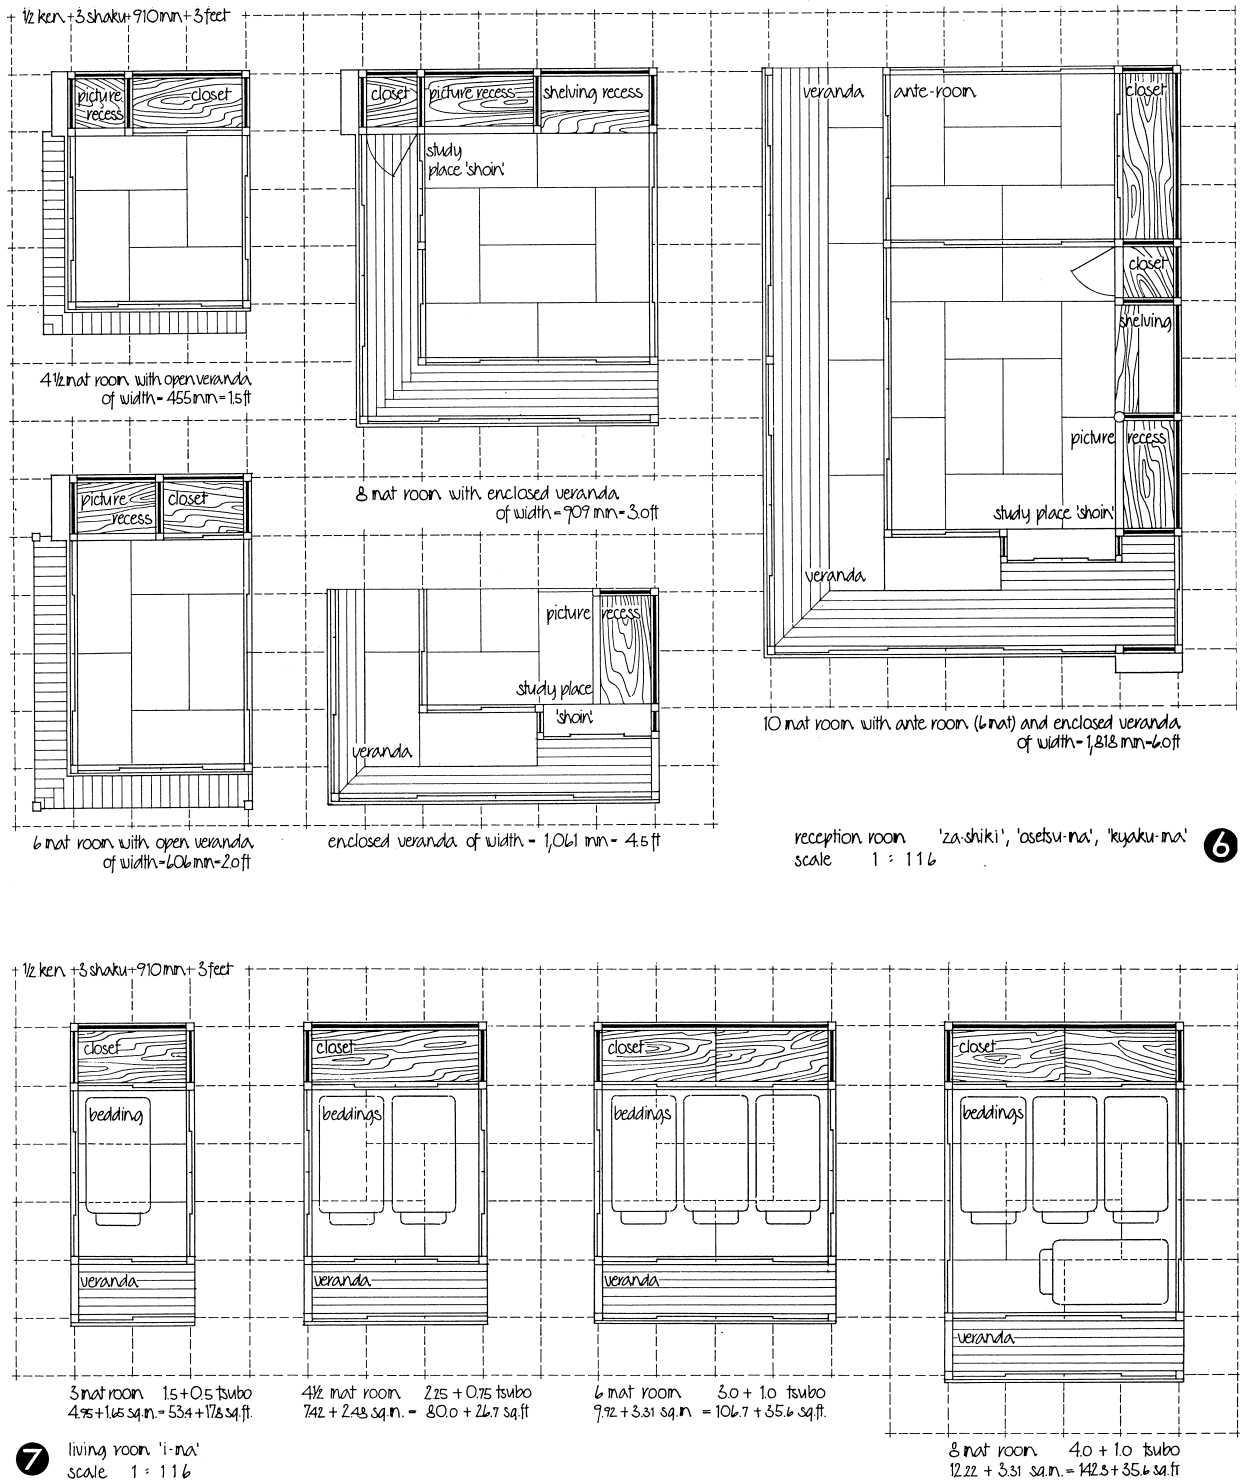 ½ ken + 3 shaku + 910 mm + 3 feet
picture recess
closet
4 ½ mat room with open veranda
of width = 455 mm = 1.5 ft
closet
picture recess
shelving recess
study
place 'shoin'
8 mat room with enclosed veranda
of width = 909 mm = 3.0 ft
veranda
ante-room
closet
closet
shelving
picture recess
study place 'shoin'
veranda
10 mat room with ante room (6 mat) and enclosed veranda
of width = 1,818 mm = 6.0 ft
picture
recess
closet
6 mat room with open veranda
of width = 606 mm = 2.0 ft
picture recess
study place
'shoin'
veranda
enclosed veranda of width = 1,061 mm = 4.5 ft
reception room 'za-shiki', 'osetsu-ma', 'kyaku-ma'
scale 1 : 116
6
½ ken + 3 shaku + 910 mm + 3 feet
closet
bedding
veranda
3 mat room 1.5 + 0.5 tsubo
4.95 + 1.65 sq.m. = 53.4 + 17.8 sq.ft.
closet
beddings
veranda
4½ mat room 2.25 + 0.75 tsubo
7.42 + 2.48 sq.m. = 80.0 + 26.7 sq.ft
closet
beddings
veranda
6 mat room 3.0 + 1.0 tsubo
9.92 + 3.31 sq.m = 106.7 + 35.6 sq.ft.
closet
beddings
veranda
8 mat room 4.0 + 1.0 tsubo
12.22 + 3.31 sq.m. = 142.3 + 35.6 sq.ft
7
living room 'i-ma'
scale 1 : 116